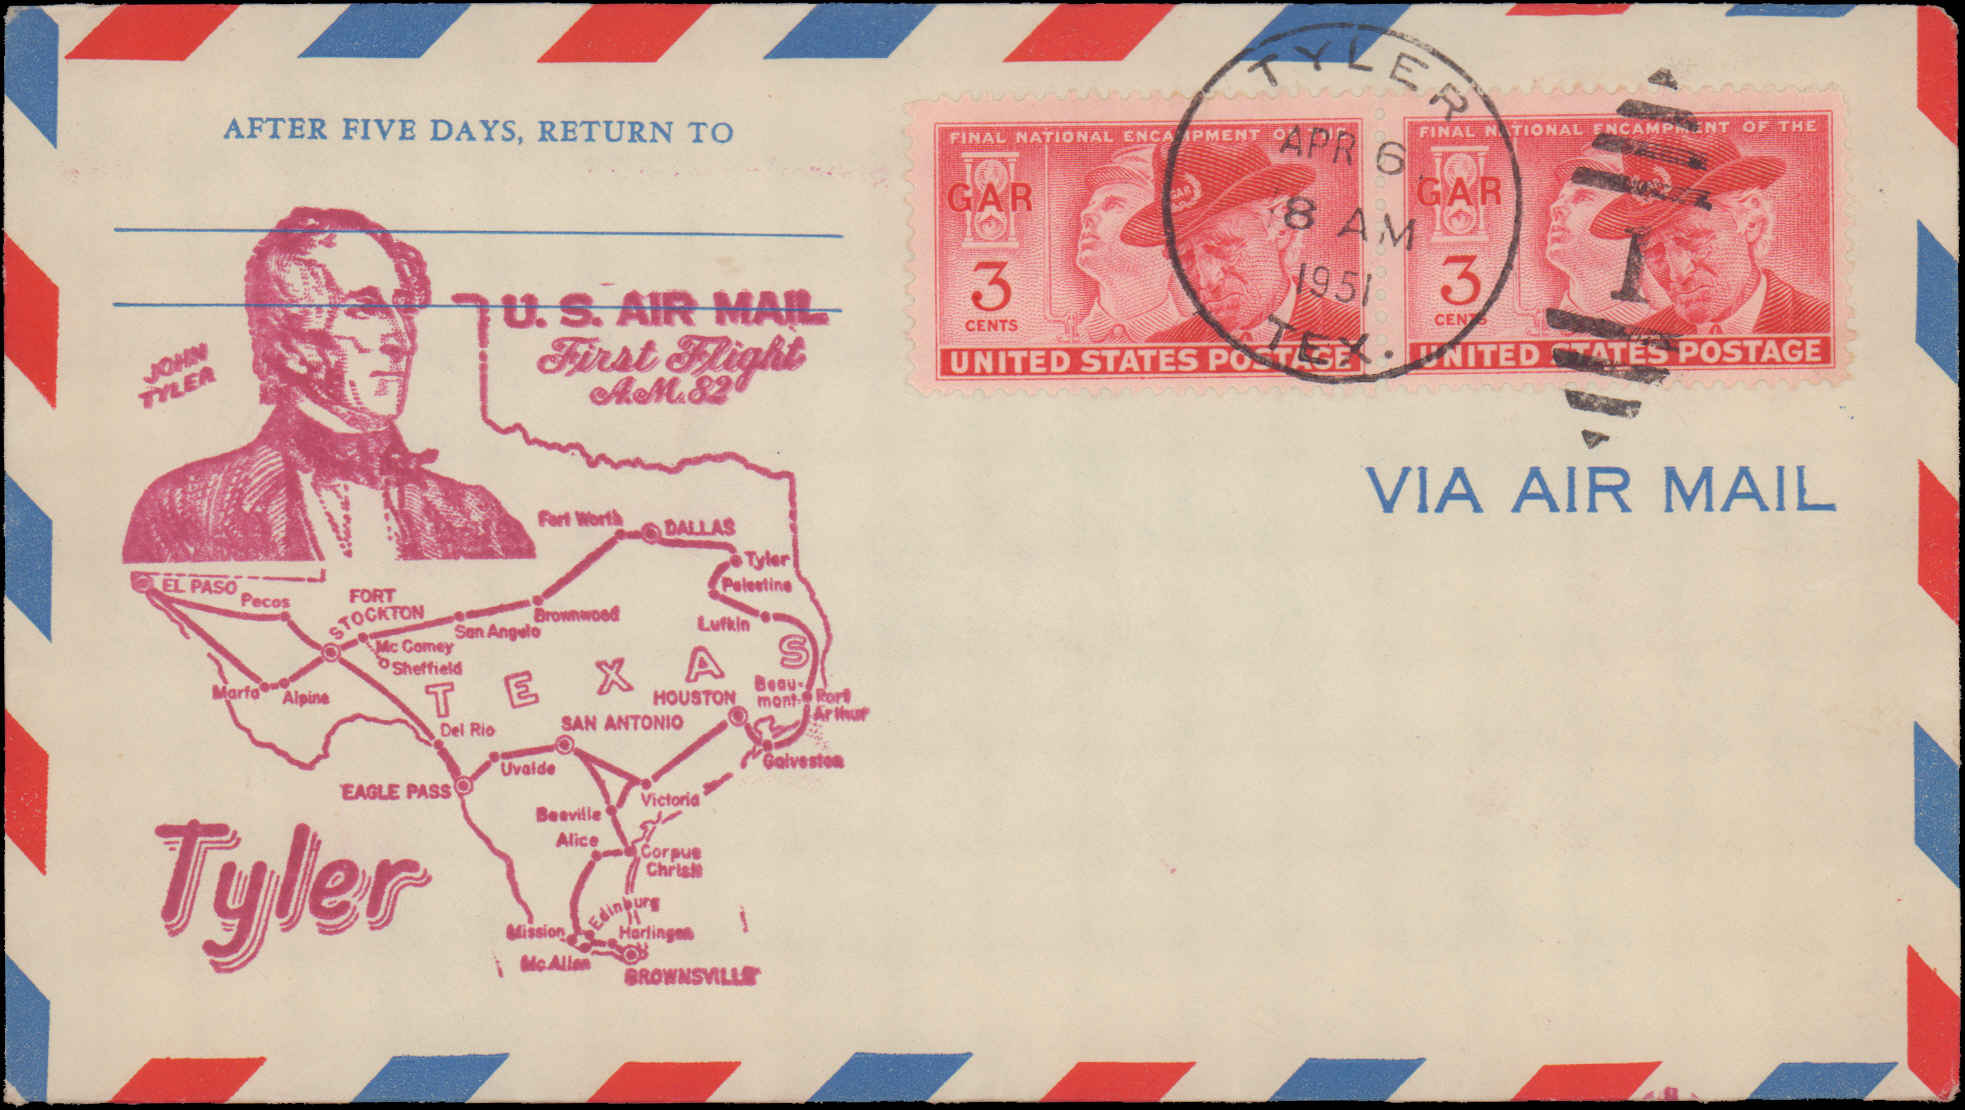 AFTER FIVE DAYS, RETURN TO
JOHN
TYLER
U. S. AIR MAIL
First Flight
A.M. 82
EL PASO
Pecos
FORT
STOCKTON
Mc Camey
Sheffield
San Angelo
Brownwood
Fort Worth
DALLAS
Tyler
Palestine
Lufkin
TEXAS
Marfa
Alpine
Del Rio
EAGLE PASS
Uvalde
SAN ANTONIO
HOUSTON
Beau-
mont
Port
Arthur
Galveston
Victoria
Beeville
Alice
Corpus
Christi
Edinburg
Mission
Harlingen
Mc Allen
BROWNSVILLE
Tyler
FINAL NATIONAL ENCAMPMENT OF THE
GAR
GAR
3
CENTS
UNITED STATES POSTAGE
FINAL NATIONAL ENCAMPMENT OF THE
GAR
3
CENTS
UNITED STATES POSTAGE
TYLER
APR 6
8 AM
1951
TEX.
1
VIA AIR MAIL